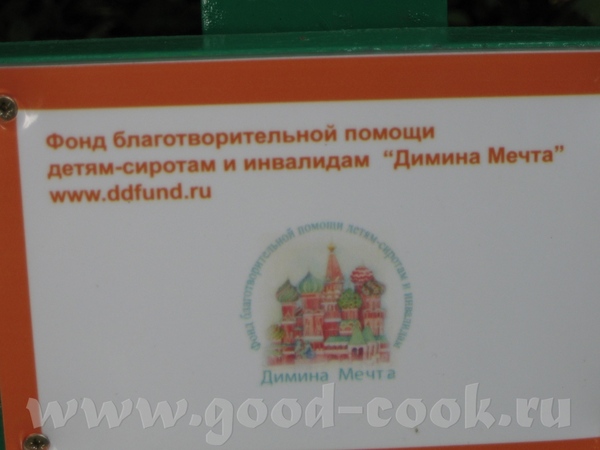 Фонд благотворительной помощи
детям-сиротам и инвалидам “Димина Мечта”
www.ddfund.ru
Фонд благотворительной помощи детям-сиротам и инвалидам
Димина Мечта
www.good-cook.ru